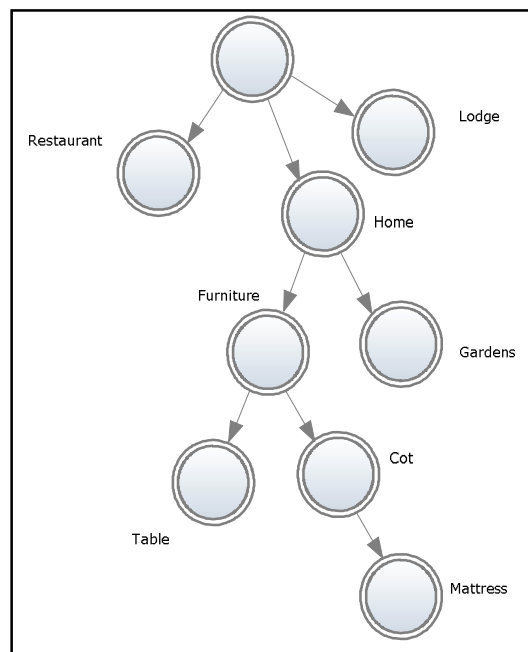 Lodge
Restaurant
Home
Furniture
Gardens
Cot
Table
Mattress